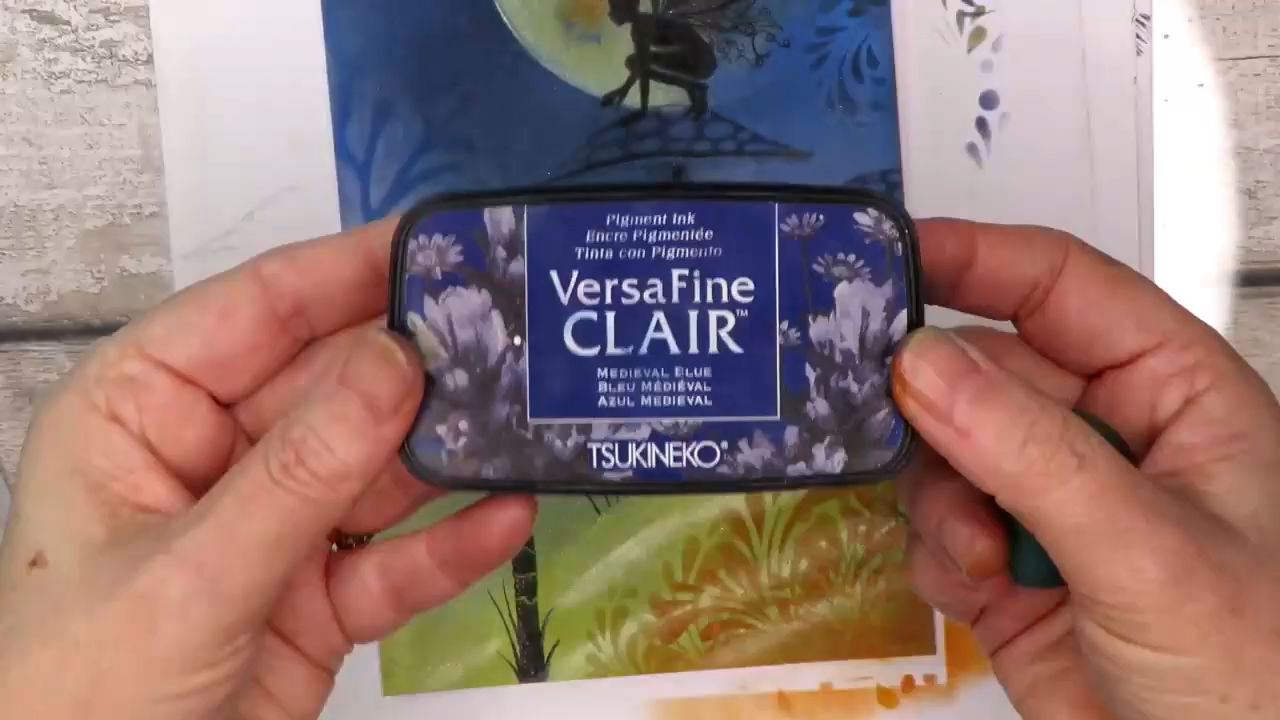 Pigment Ink
Encre Pigmentée
Tinta con Pigmento
VersaFine
CLAIR™
MEDIEVAL BLUE
BLEU MÉDIÉVAL
AZUL MEDIEVAL
TSUKINEKO®